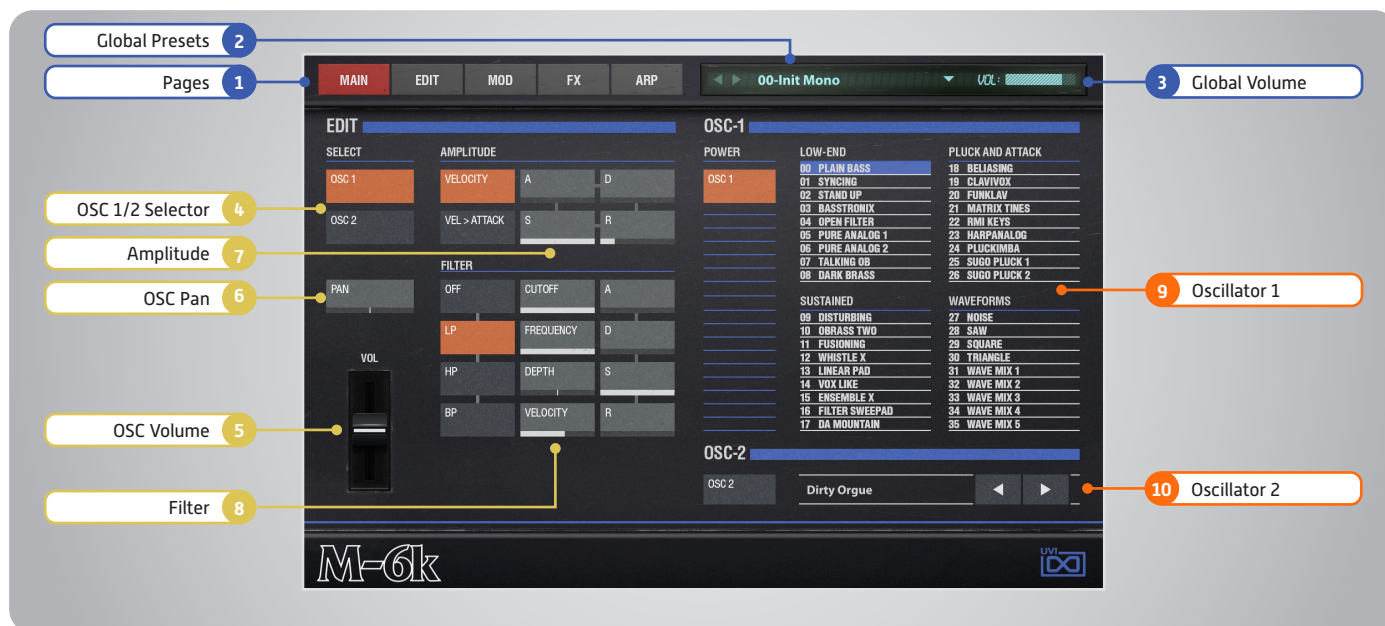 Global Presets 2
Pages 1
3 Global Volume
MAIN EDIT MOD FX ARP
00-Init Mono VOL:
EDIT
SELECT AMPLITUDE
OSC 1 VELOCITY A D
OSC 2 VEL > ATTACK S R
OSC 1/2 Selector 4
Amplitude 7
OSC Pan 6
PAN
FILTER
OFF CUTOFF A
LP FREQUENCY D
HP DEPTH S
BP VELOCITY R
VOL
OSC Volume 5
Filter 8
OSC-1
POWER
OSC 1
LOW-END
00 PLAIN BASS
01 SYNCING
02 STAND UP
03 BASSTRONIX
04 OPEN FILTER
05 PURE ANALOG 1
06 PURE ANALOG 2
07 TALKING OB
08 DARK BRASS
PLUCK AND ATTACK
18 BELIASING
19 CLAVIVOX
20 FUNKLAV
21 MATRIX TINES
22 RMI KEYS
23 HARPANALOG
24 PLUCKIMBA
25 SUGO PLUCK 1
26 SUGO PLUCK 2
SUSTAINED
09 DISTURBING
10 OBRASS TWO
11 FUSIONING
12 WHISTLE X
13 LINEAR PAD
14 VOX LIKE
15 ENSEMBLE X
16 FILTER SWEEPAD
17 DA MOUNTAIN
WAVEFORMS
27 NOISE
28 SAW
29 SQUARE
30 TRIANGLE
31 WAVE MIX 1
32 WAVE MIX 2
33 WAVE MIX 3
34 WAVE MIX 4
35 WAVE MIX 5
9 Oscillator 1
OSC-2
OSC 2 Dirty Orgue
10 Oscillator 2
M-6k
UVI